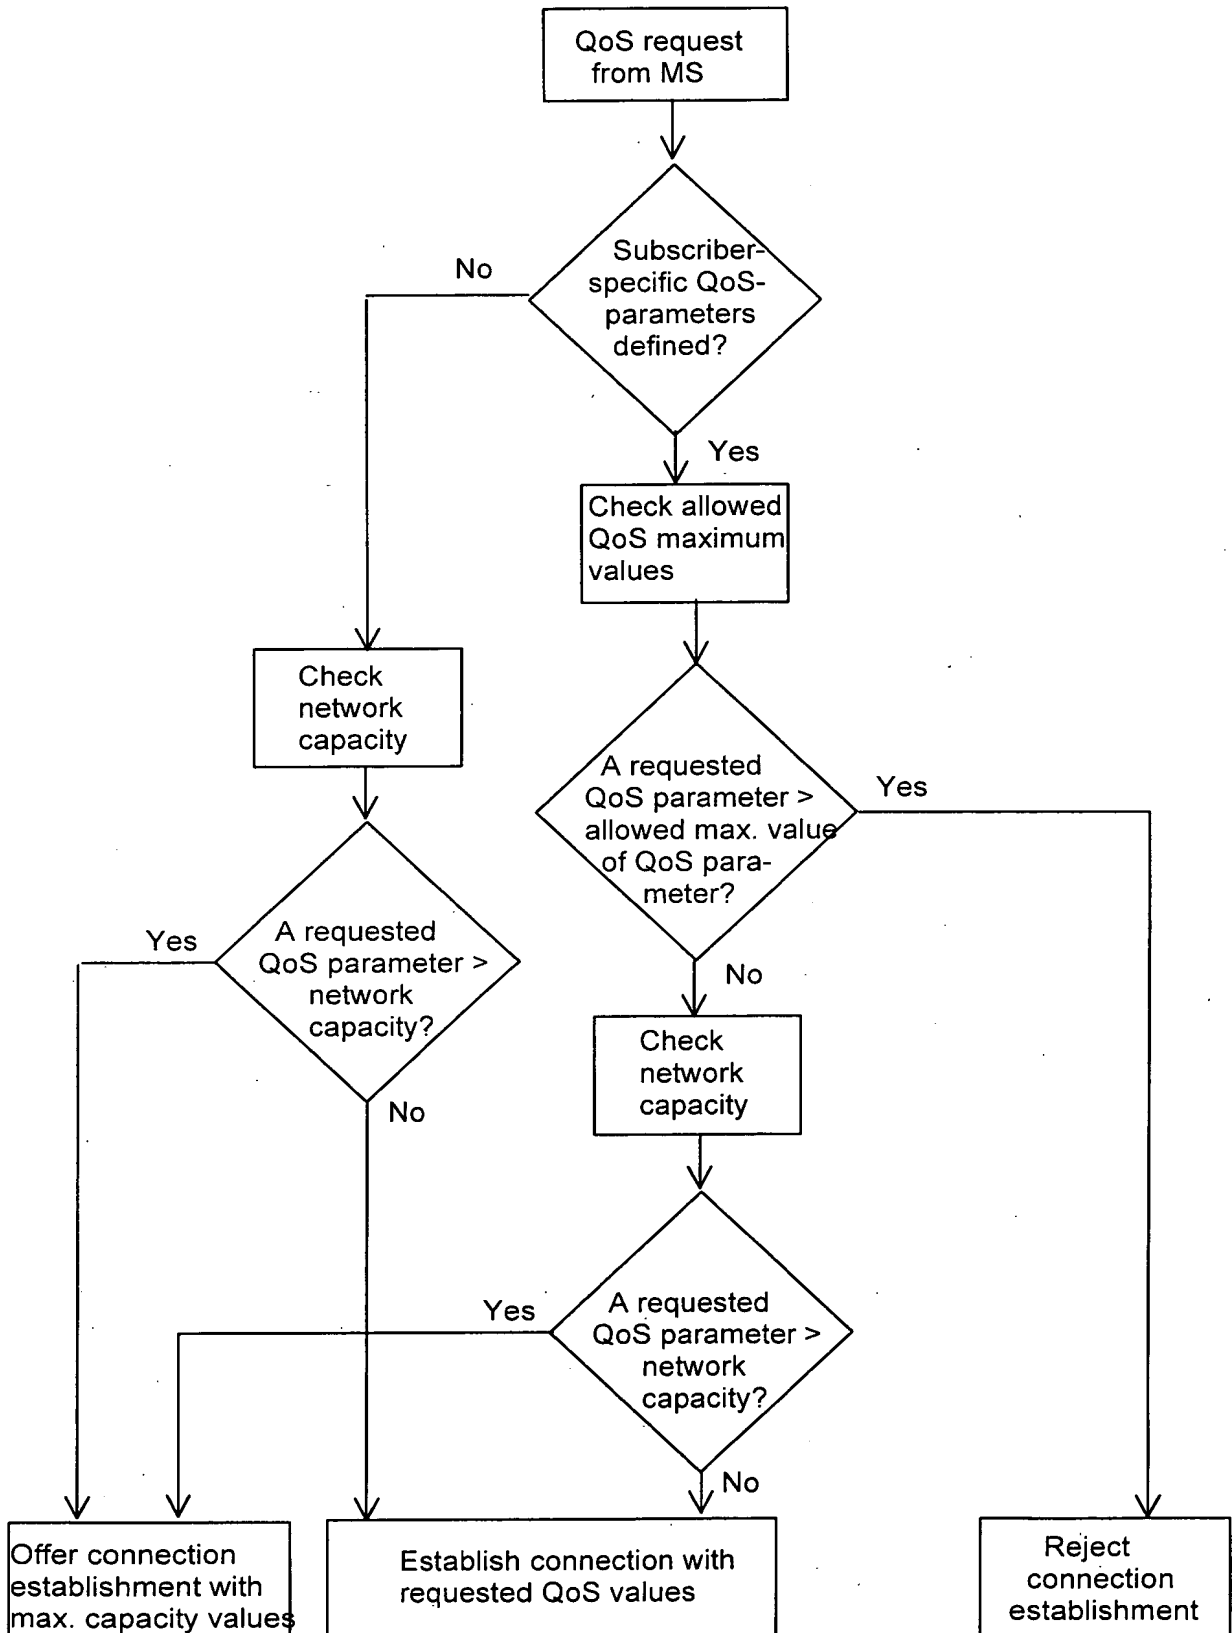 QoS request
from MS
Subscriber-
specific QoS-
parameters
defined?
No
Yes
Check allowed
QoS maximum
values
Check
network
capacity
A requested
QoS parameter >
allowed max. value
of QoS para-
meter?
Yes
A requested
QoS parameter >
network
capacity?
Yes
No
No
Check
network
capacity
A requested
QoS parameter >
network
capacity?
Yes
No
Offer connection
establishment with
max. capacity values
Establish connection with
requested QoS values
Reject
connection
establishment